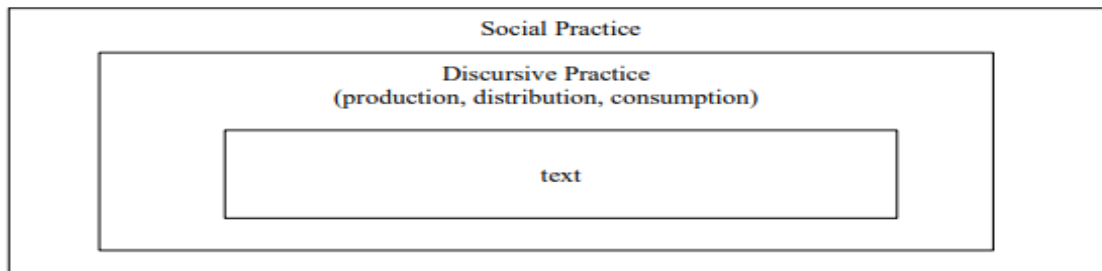 Social Practice
Discursive Practice
(production, distribution, consumption)
text